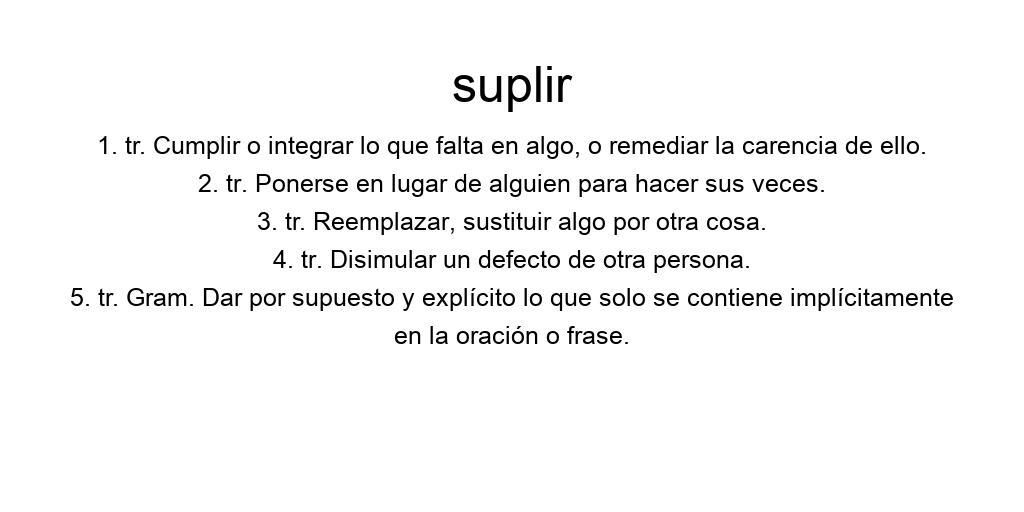 suplir
1. tr. Cumplir o integrar lo que falta en algo, o remediar la carencia de ello.
2. tr. Ponerse en lugar de alguien para hacer sus veces.
3. tr. Reemplazar, sustituir algo por otra cosa.
4. tr. Disimular un defecto de otra persona.
5. tr. Gram. Dar por supuesto y explícito lo que solo se contiene implícitamente
en la oración o frase.